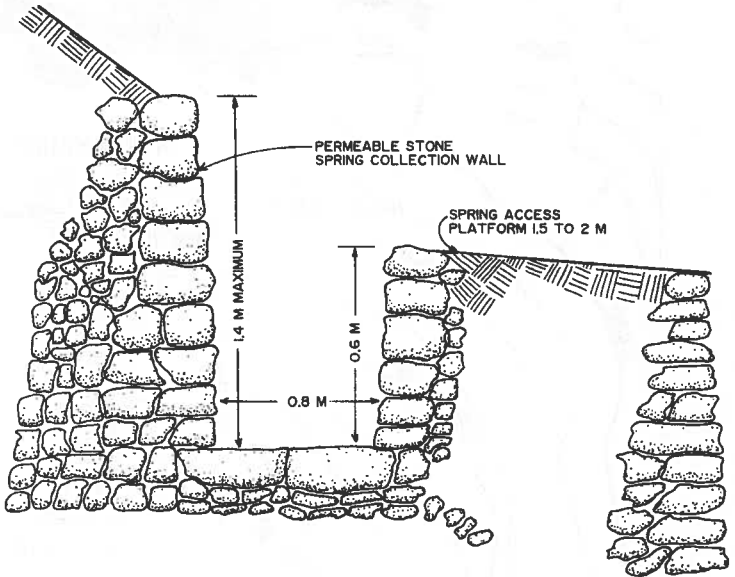 PERMEABLE STONE
SPRING COLLECTION WALL
SPRING ACCESS
PLATFORM 1.5 TO 2 M
1.4 M MAXIMUM
0.6 M
0.8 M